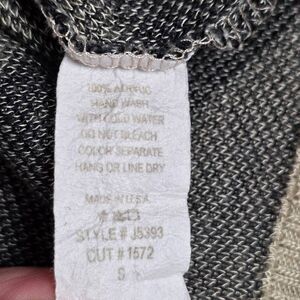 100% ACRYLIC
HAND WASH
WITH COLD WATER
DO NOT BLEACH
COLOR SEPARATE
HANG OR LINE DRY
MADE IN U.S.A.
STYLE # J5393
CUT # 1572
S